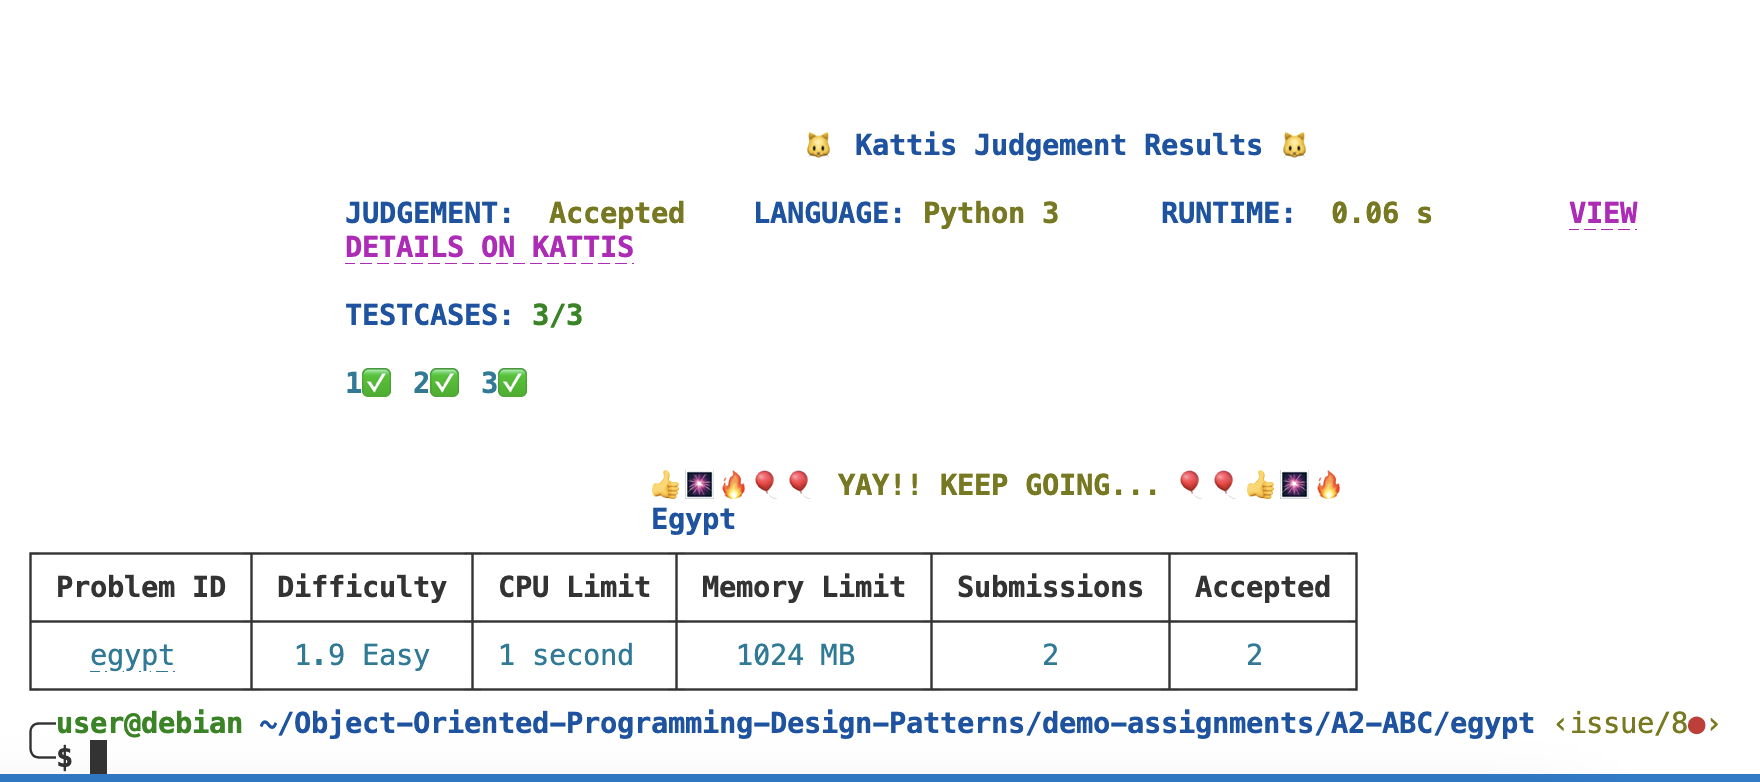 🐱 Kattis Judgement Results 🐱
JUDGEMENT: Accepted LANGUAGE: Python 3 RUNTIME: 0.06 s VIEW
DETAILS ON KATTIS
TESTCASES: 3/3
1✅ 2✅ 3✅
👍🎆🔥🎈🎈 YAY!! KEEP GOING... 🎈🎈👍🎆🔥
Egypt
Problem ID Difficulty CPU Limit Memory Limit Submissions Accepted
egypt 1.9 Easy 1 second 1024 MB 2 2
user@debian ~/Object-Oriented-Programming-Design-Patterns/demo-assignments/A2-ABC/egypt ‹issue/8●›
$